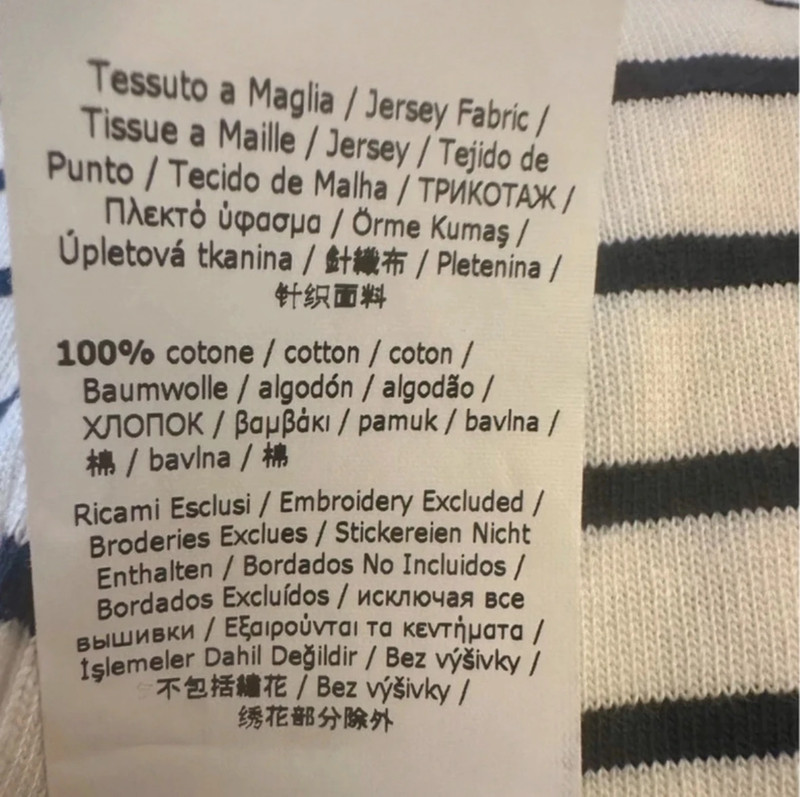 Tessuto a Maglia / Jersey Fabric /
Tissue a Maille / Jersey / Tejido de
Punto / Tecido de Malha / ТРИКОТАЖ /
Πλεκτό ύφασμα / Örme Kumaş /
Úpletová tkanina / 針織布 / Pletenina /
针织面料
100% cotone / cotton / coton /
Baumwolle / algodón / algodão /
ХЛОПОК / βαμβάκι / pamuk / bavlna /
棉 / bavlna / 棉
Ricami Esclusi / Embroidery Excluded /
Broderies Exclues / Stickereien Nicht
Enthalten / Bordados No Incluidos /
Bordados Excluídos / исключая все
вышивки / Εξαιρούνται τα κεντήματα /
İşlemeler Dahil Değildir / Bez výšivky /
不包括繡花 / Bez výšivky /
绣花部分除外